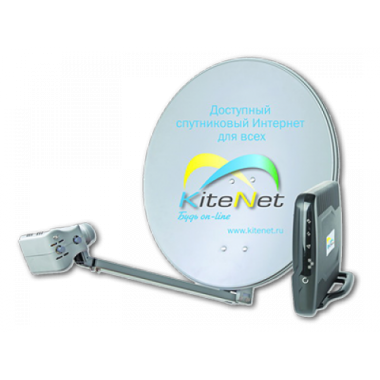 Доступный
спутниковый Интернет
для всех
KiteNet
Будь on-line
www.kitenet.ru